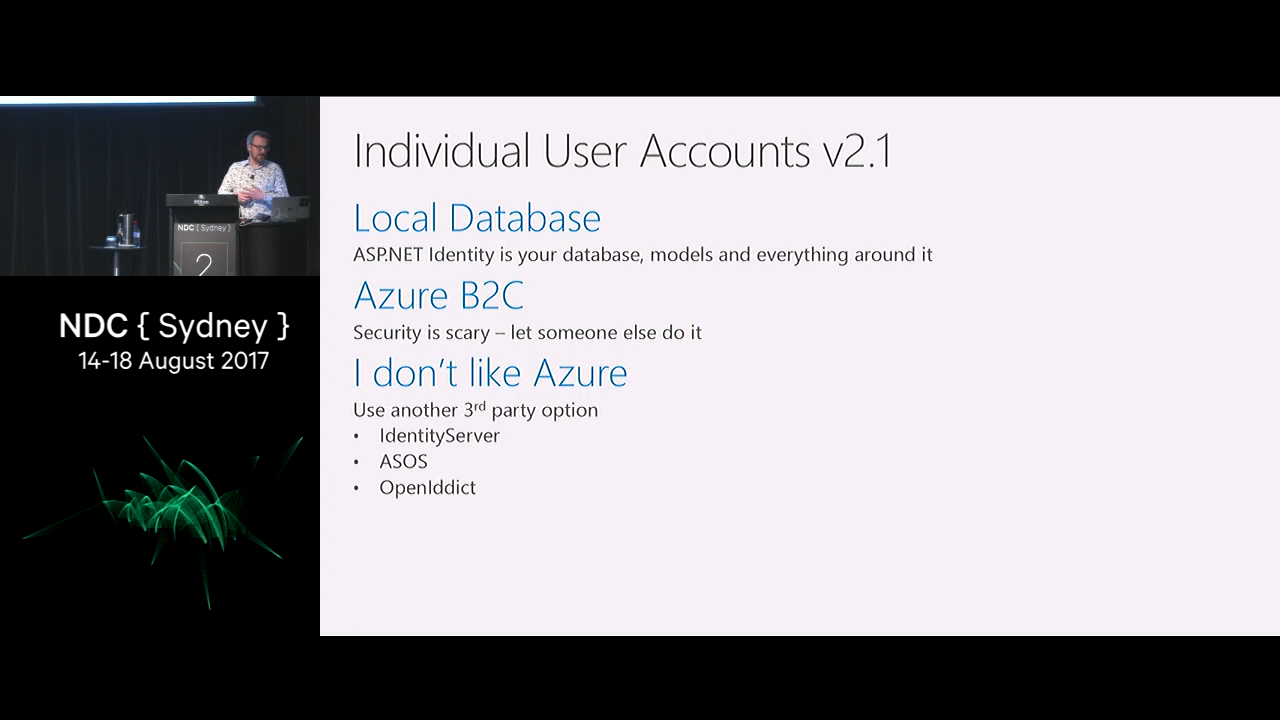 Individual User Accounts v2.1
Local Database
ASP.NET Identity is your database, models and everything around it
Azure B2C
Security is scary – let someone else do it
I don't like Azure
Use another 3rd party option
• IdentityServer
• ASOS
• OpenIddict
Hilton
NDC { Sydney }
2
NDC { Sydney }
14-18 August 2017